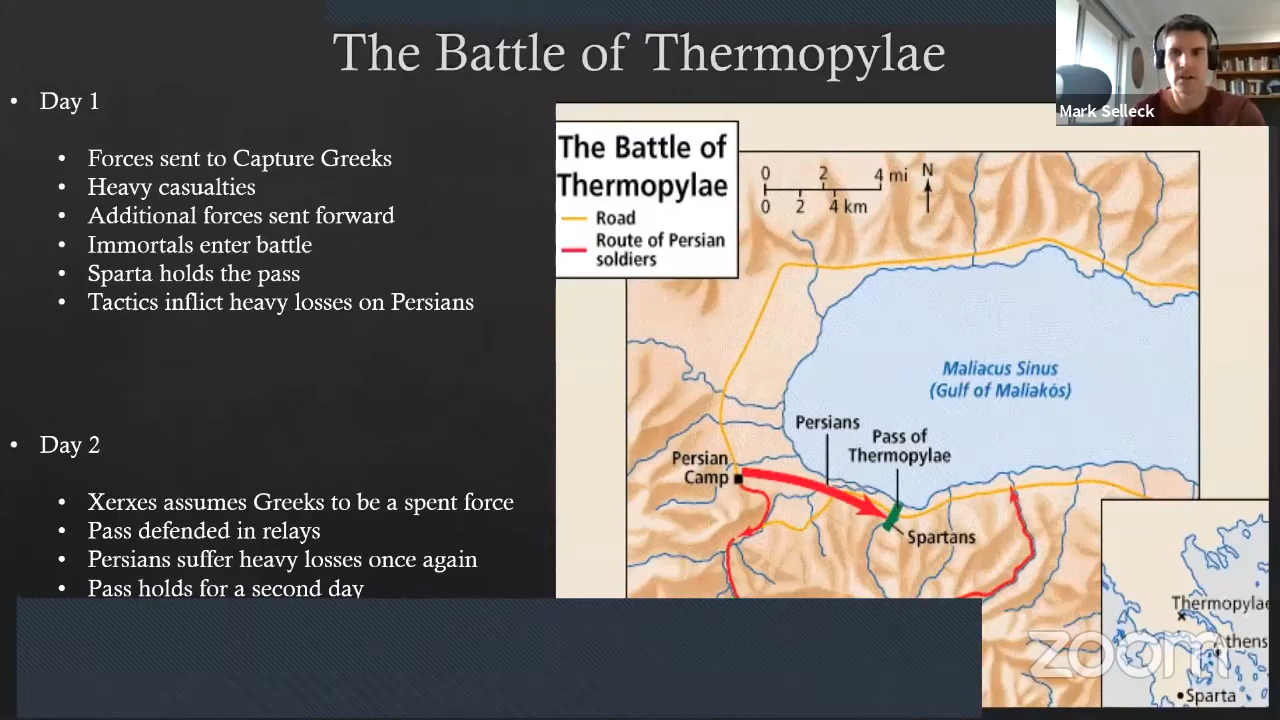 The Battle of Thermopylae
Mark Selleck
• Day 1
• Forces sent to Capture Greeks
• Heavy casualties
• Additional forces sent forward
• Immortals enter battle
• Sparta holds the pass
• Tactics inflict heavy losses on Persians
• Day 2
• Xerxes assumes Greeks to be a spent force
• Pass defended in relays
• Persians suffer heavy losses once again
• Pass holds for a second day
The Battle of
Thermopylae
Road
Route of Persian
soldiers
0 2 4 mi
0 2 4 km
N
Maliacus Sinus
(Gulf of Maliakós)
Persians
Pass of
Thermopylae
Persian
Camp
Spartans
Thermopylae
Athens
Sparta
zoom